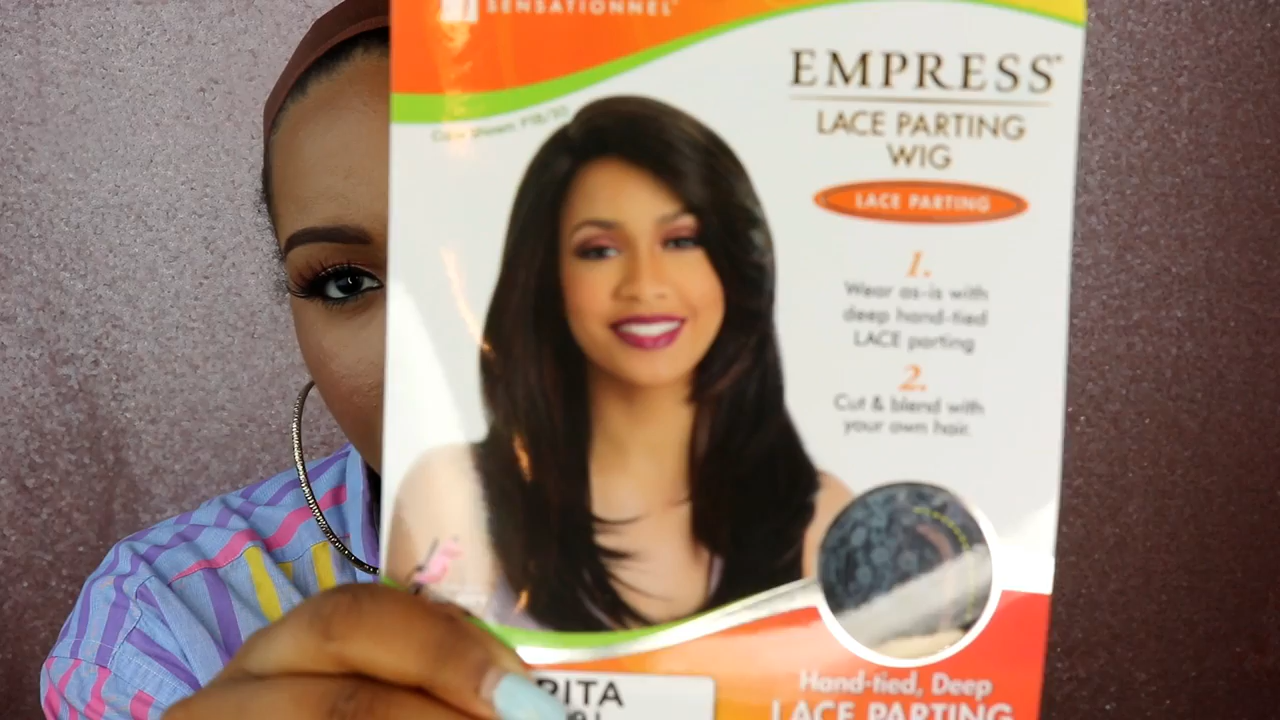 SENSATIONNEL
EMPRESS
LACE PARTING
WIG
LACE PARTING
1.
Wear as-is with
deep hand-tied
LACE parting
2.
Cut & blend with
your own hair.
Hand-tied, Deep
LACE PARTING